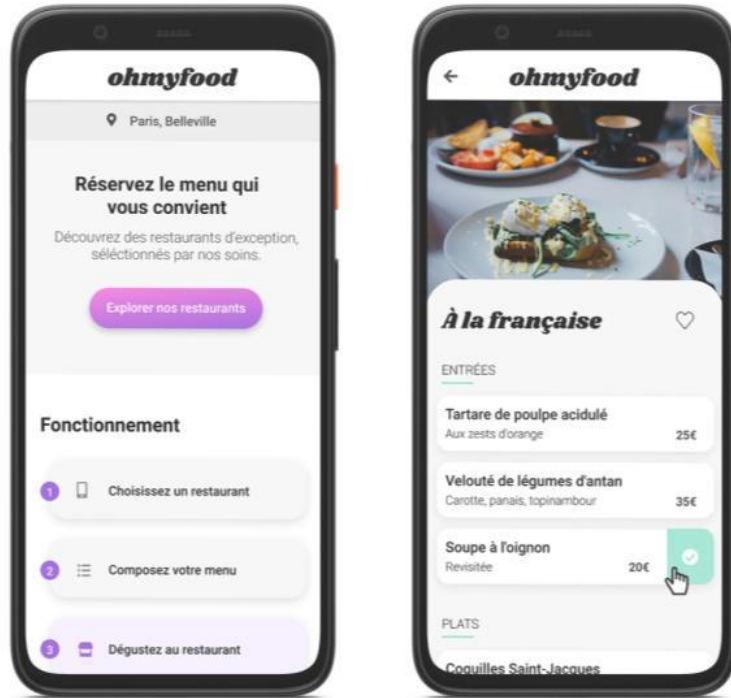 ohmyfood
Paris, Belleville
Réservez le menu qui
vous convient
Découvrez des restaurants d'exception,
séléctionnés par nos soins.
Explorer nos restaurants
Fonctionnement
1 Choisissez un restaurant
2 Composez votre menu
3 Dégustez au restaurant
ohmyfood
À la française
ENTRÉES
Tartare de poulpe acidulé
Aux zests d'orange 25€
Velouté de légumes d'antan
Carotte, panais, topinambour 35€
Soupe à l'oignon
Revisitée 20€
PLATS
Coquilles Saint-Jacques